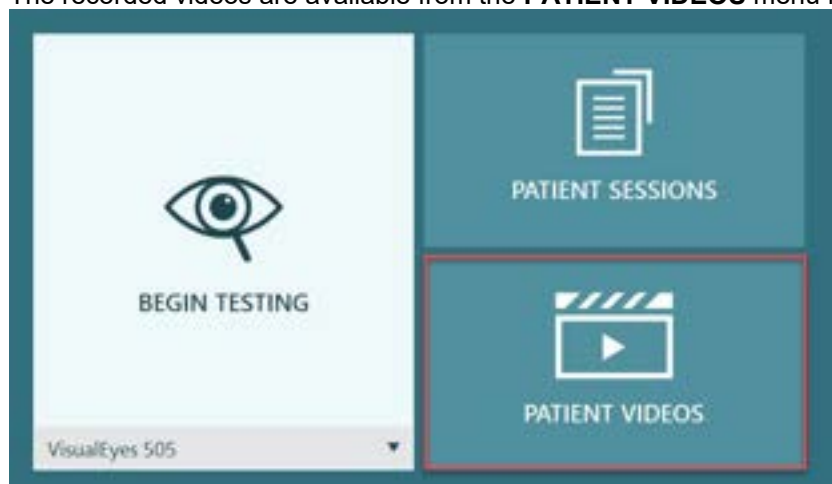 The recorded videos are available from the PATIENT VIDEOS menu
BEGIN TESTING
VisualEyes 505
PATIENT SESSIONS
PATIENT VIDEOS